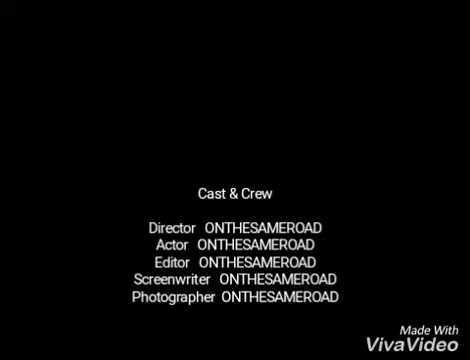 Cast & Crew
Director ONTHESAMEROAD
Actor ONTHESAMEROAD
Editor ONTHESAMEROAD
Screenwriter ONTHESAMEROAD
Photographer ONTHESAMEROAD
Made With
VivaVideo